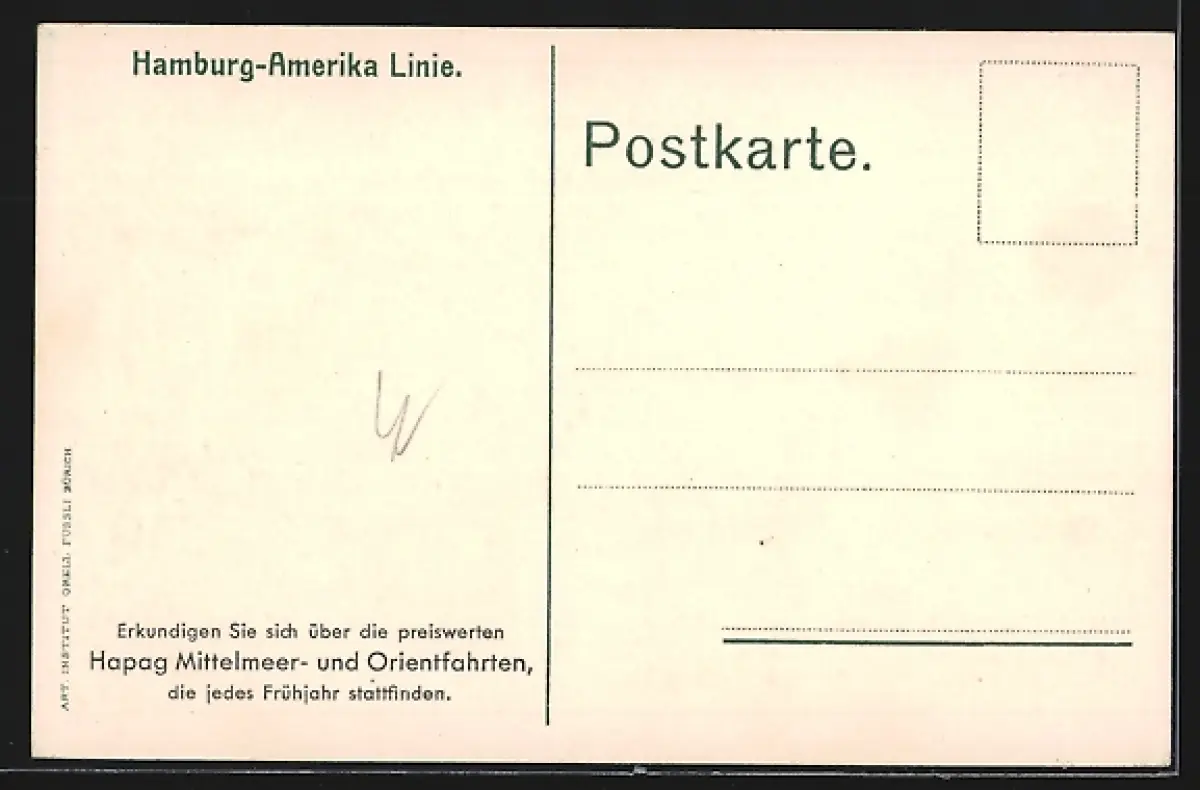 Hamburg-Amerika Linie.
Postkarte.
ART. INSTITUT ORELL FÜSSLI ZÜRICH
Erkundigen Sie sich über die preiswerten
Hapag Mittelmeer- und Orientfahrten,
die jedes Frühjahr stattfinden.